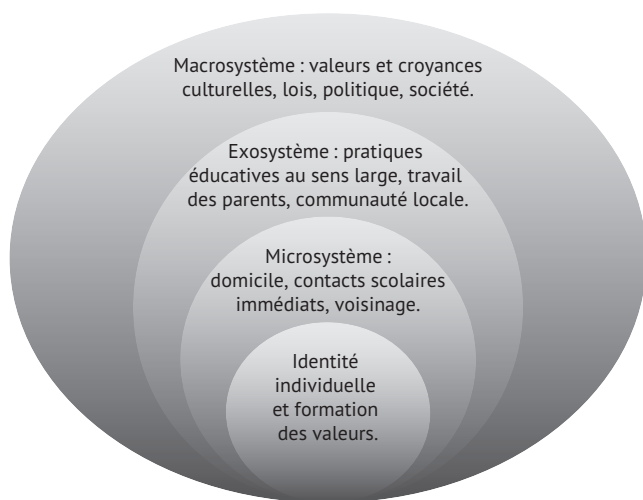 Macrosystème : valeurs et croyances
culturelles, lois, politique, société.
Exosystème : pratiques
éducatives au sens large, travail
des parents, communauté locale.
Microsystème :
domicile, contacts scolaires
immédiats, voisinage.
Identité
individuelle
et formation
des valeurs.